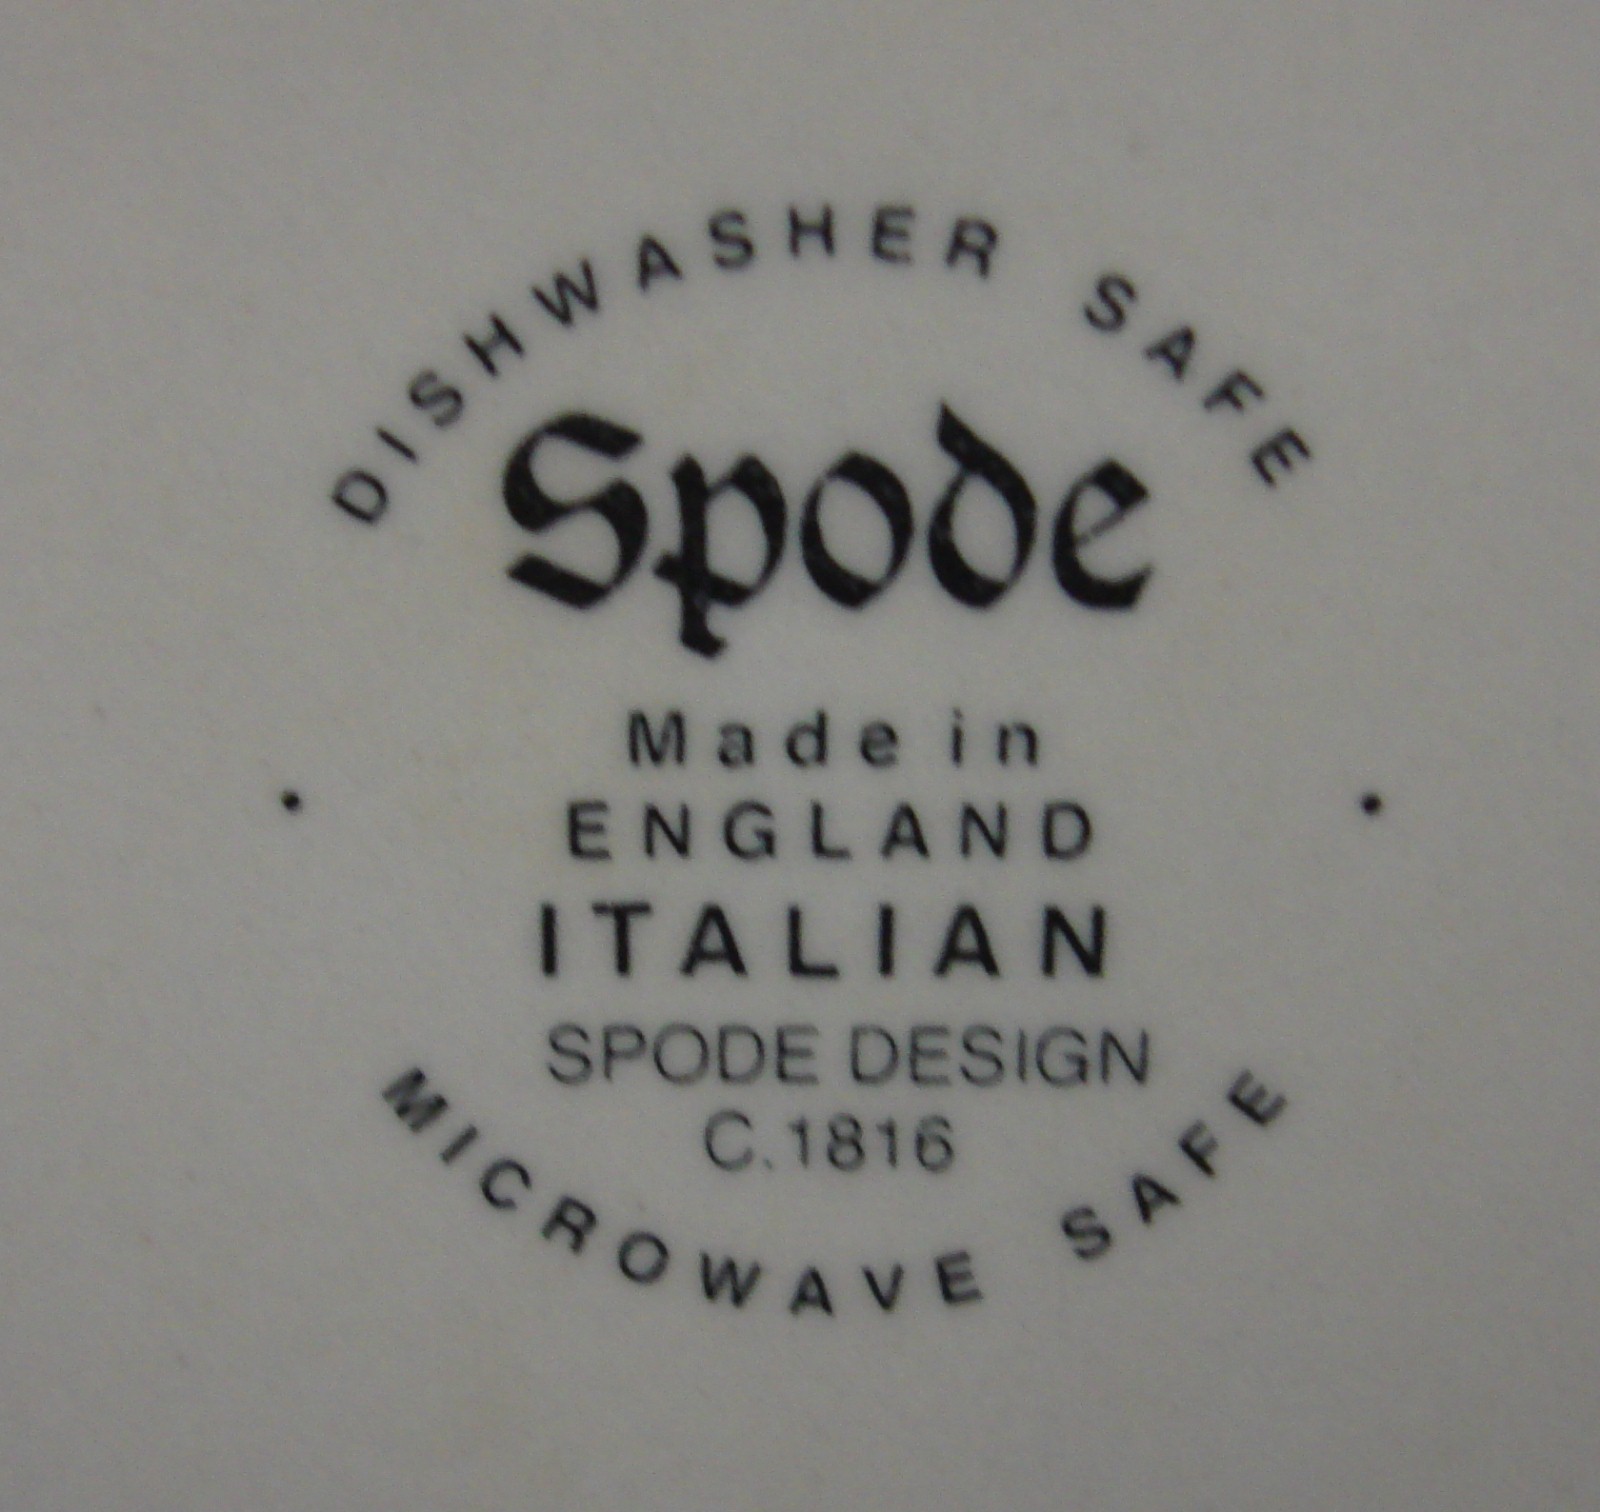 DISHWASHER SAFE
Spode
Made in
ENGLAND
ITALIAN
SPODE DESIGN
C.1816
MICROWAVE SAFE